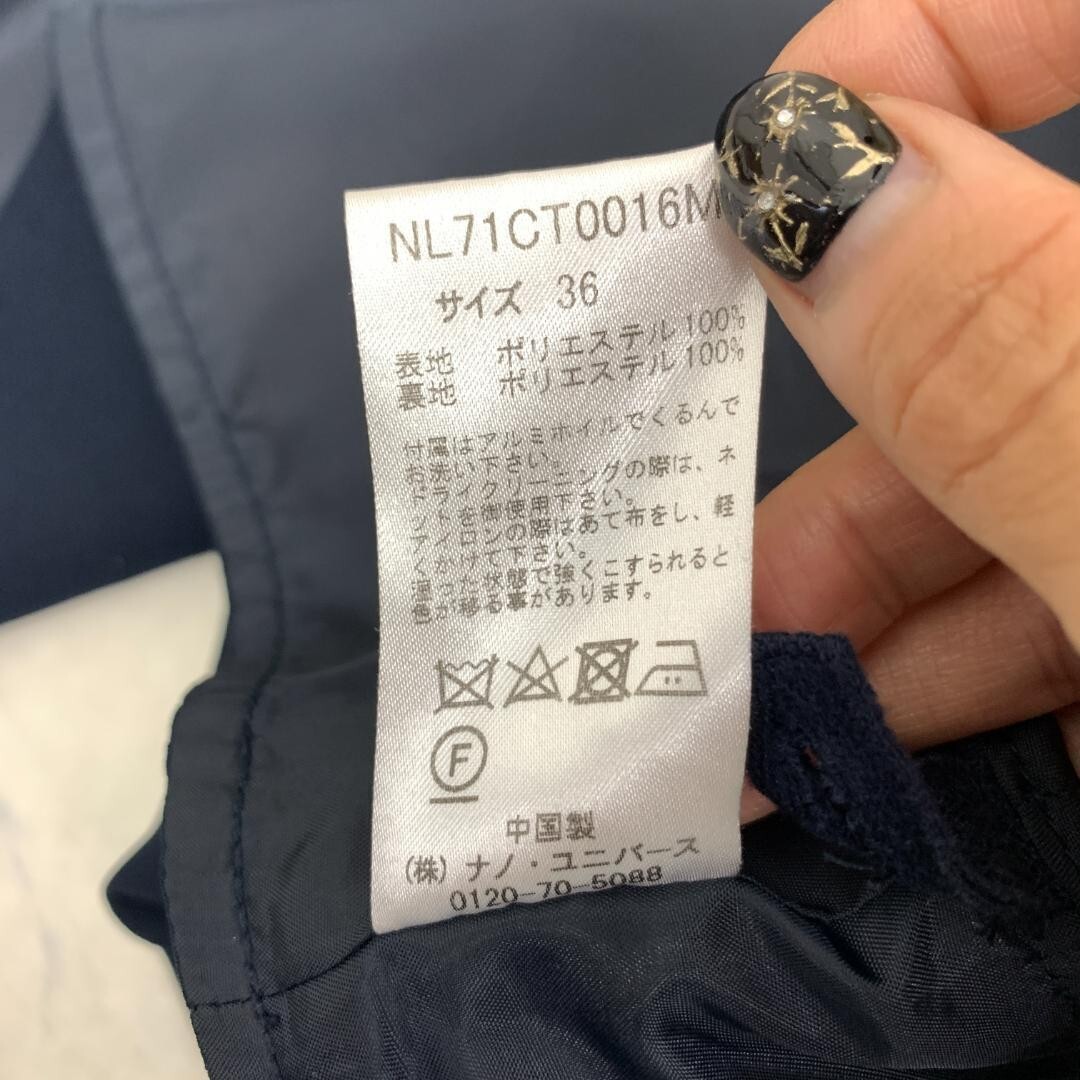 NL71CT0016M
サイズ 36
表地 ポリエステル 100%
裏地 ポリエステル 100%
付属はアルミホイルでくるんで
お洗い下さい。
ドライクリーニングの際は、ネ
ットを御使用下さい。
アイロンの際はあて布をし、軽
くかけて下さい。
湿った状態で強くこすられると
色が移る事があります。
F
中国製
(株) ナノ・ユニバース
0120-70-5088